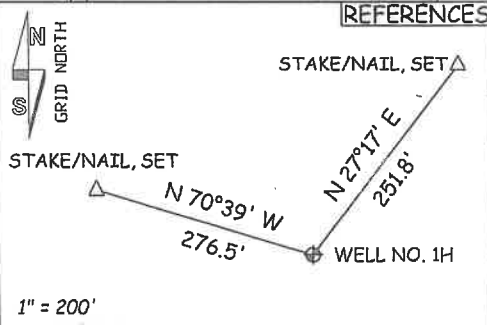 REFERENCES
N
S
GRID NORTH
STAKE/NAIL, SET
STAKE/NAIL, SET
N 27°17' E
251.8'
N 70°39' W
276.5'
WELL NO. 1H
1" = 200'